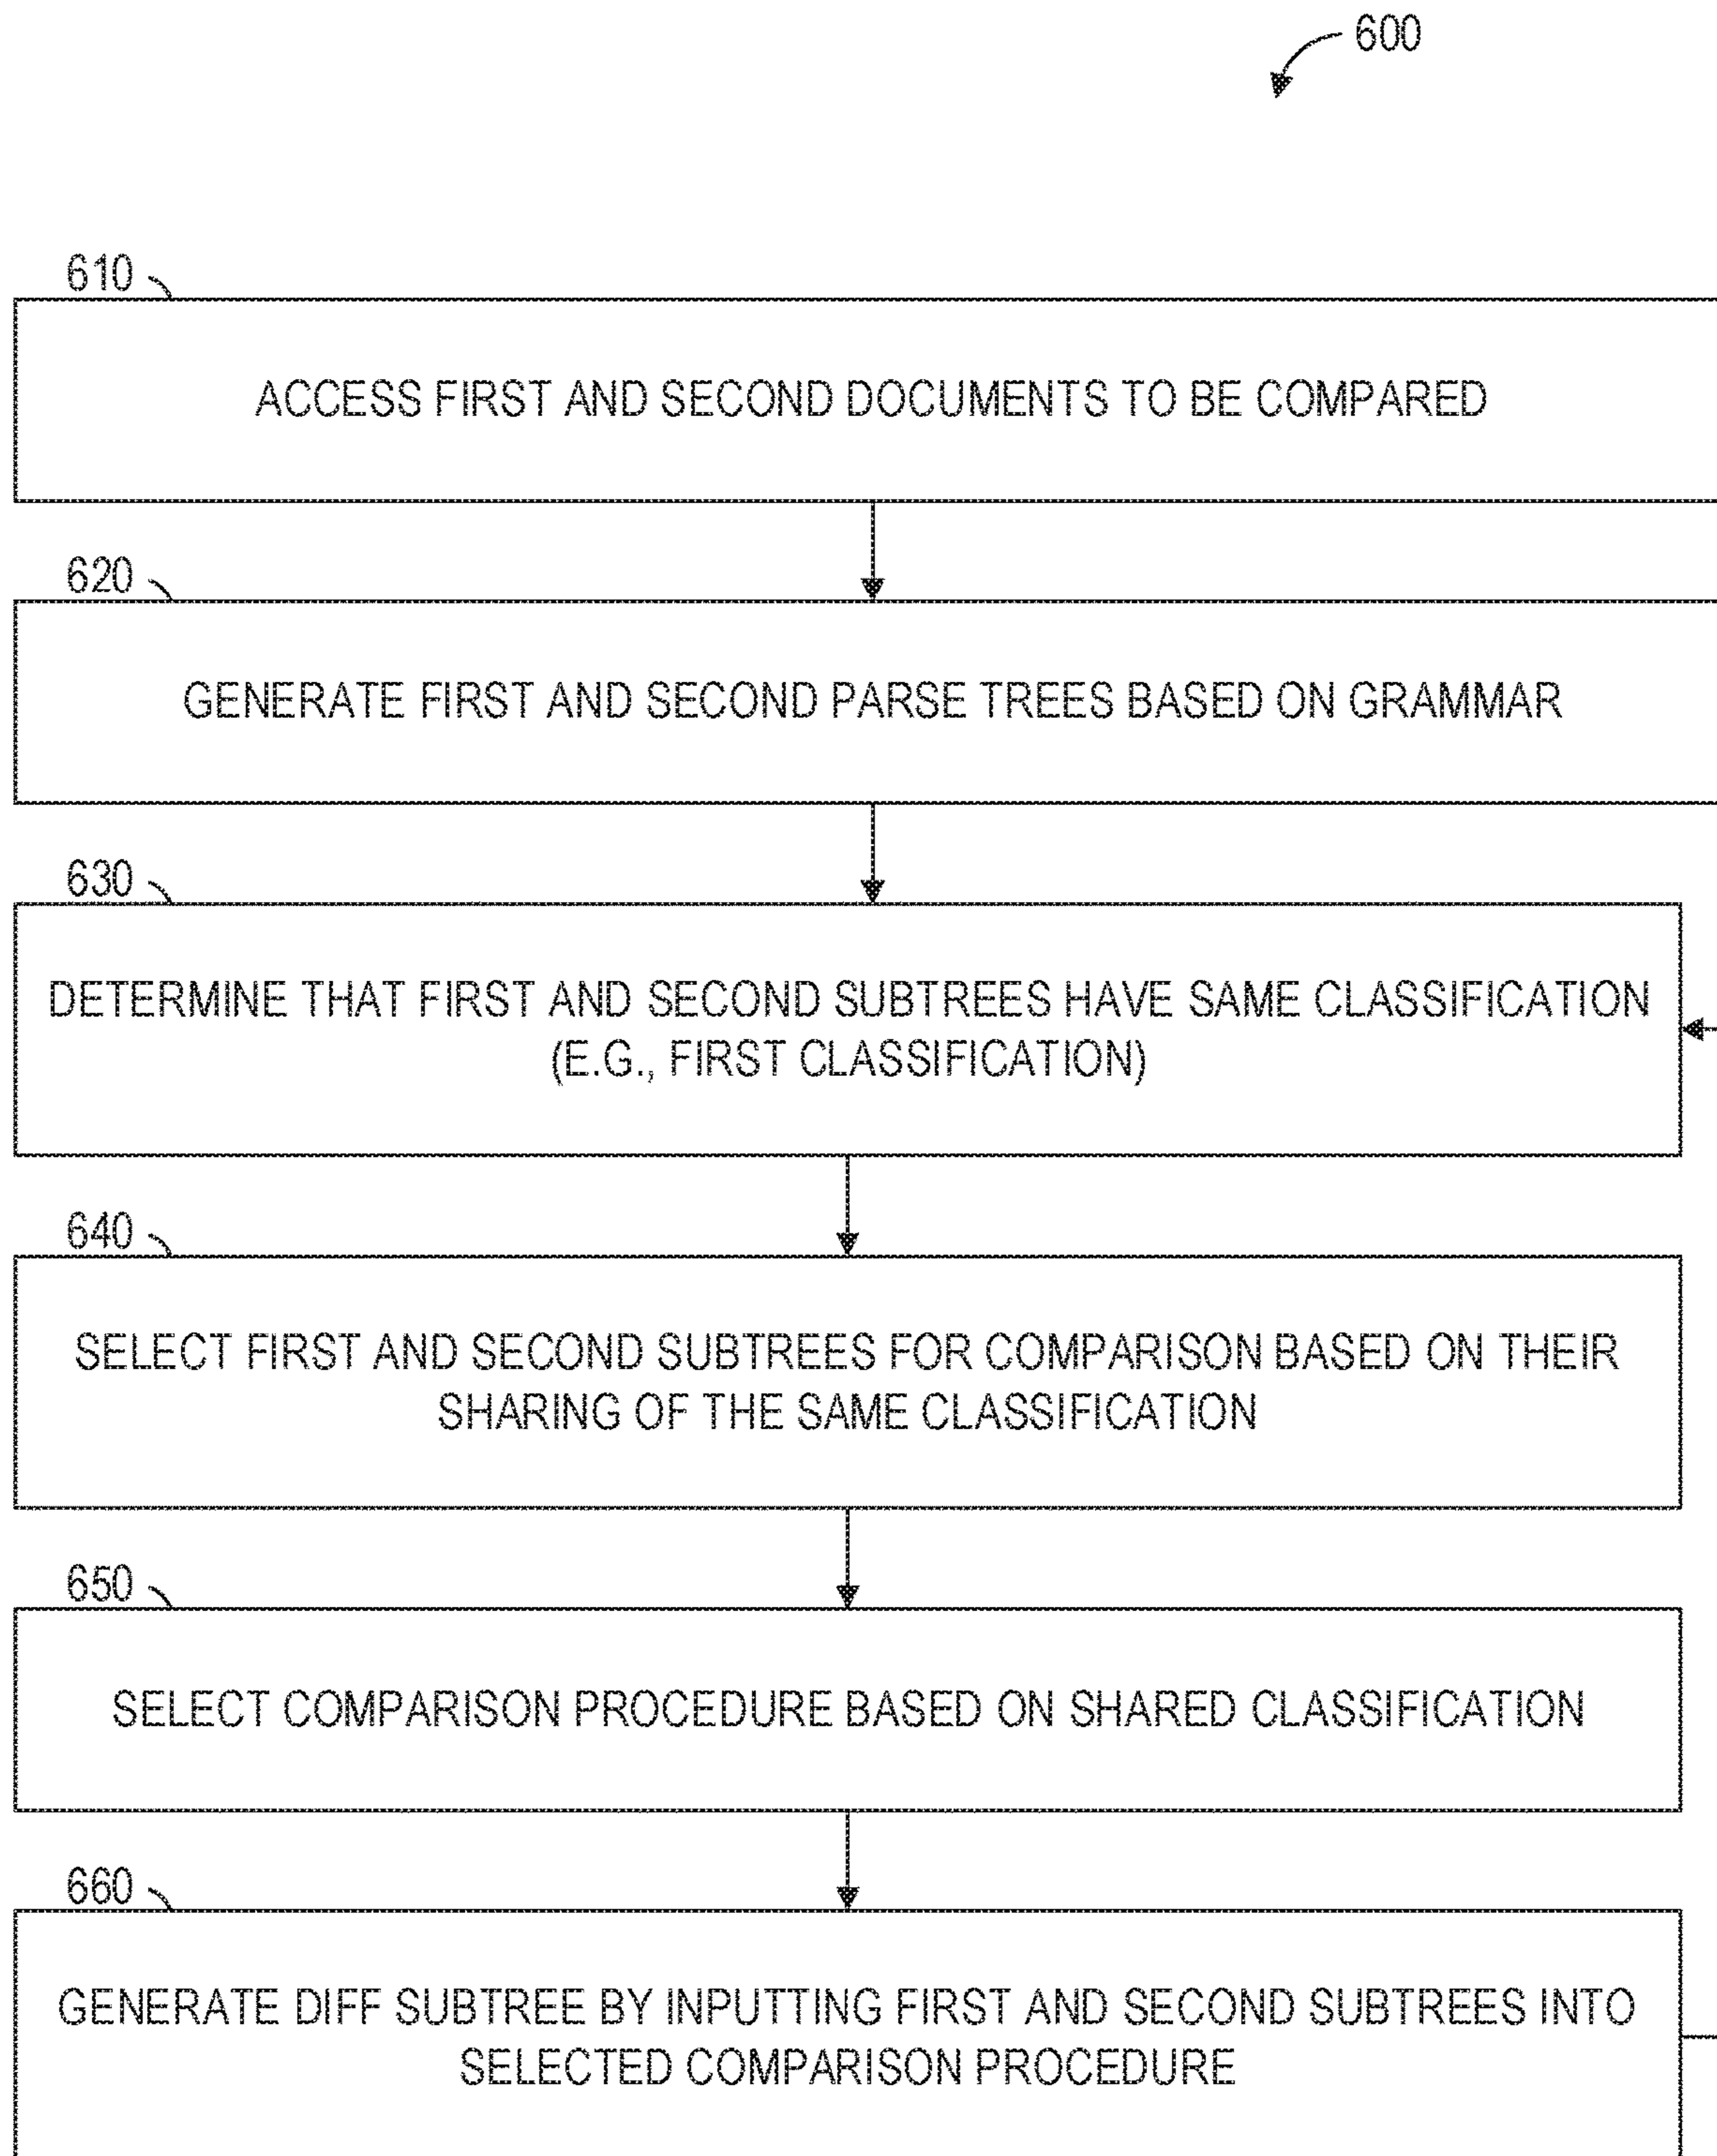 600
610
ACCESS FIRST AND SECOND DOCUMENTS TO BE COMPARED
620
GENERATE FIRST AND SECOND PARSE TREES BASED ON GRAMMAR
630
DETERMINE THAT FIRST AND SECOND SUBTREES HAVE SAME CLASSIFICATION
(E.G., FIRST CLASSIFICATION)
640
SELECT FIRST AND SECOND SUBTREES FOR COMPARISON BASED ON THEIR
SHARING OF THE SAME CLASSIFICATION
650
SELECT COMPARISON PROCEDURE BASED ON SHARED CLASSIFICATION
660
GENERATE DIFF SUBTREE BY INPUTTING FIRST AND SECOND SUBTREES INTO
SELECTED COMPARISON PROCEDURE